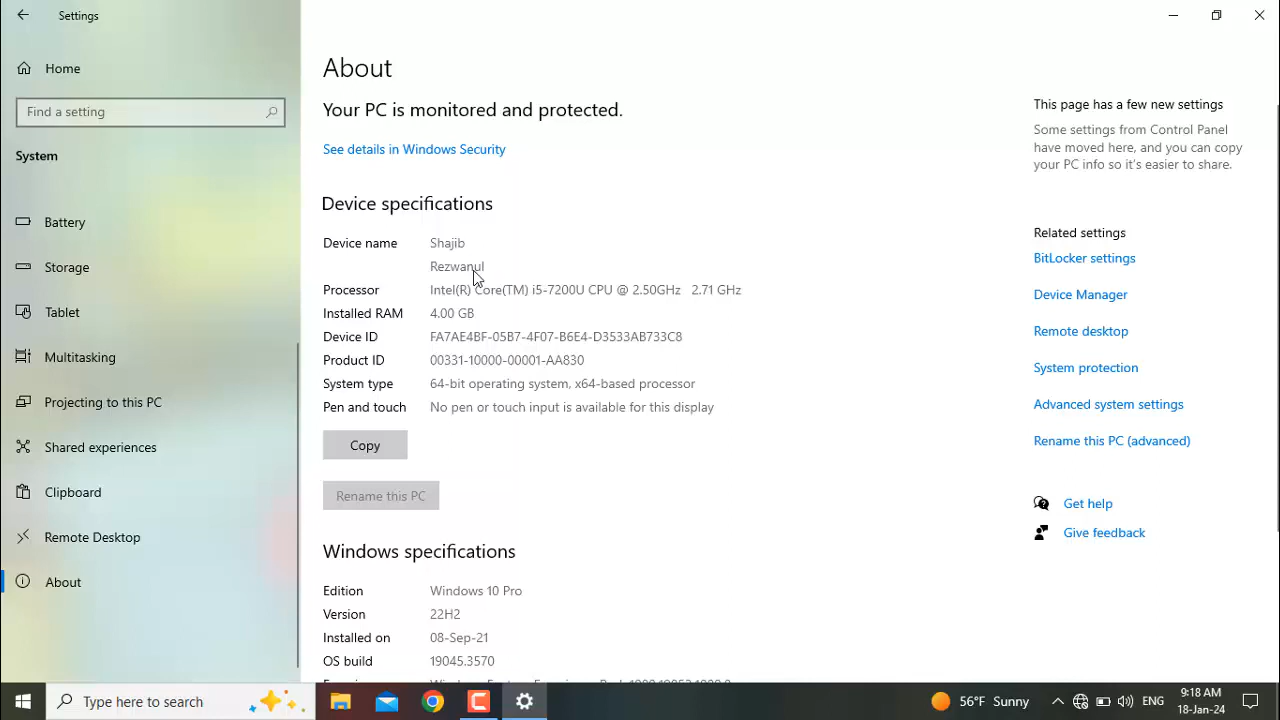 Settings
Home
Find a setting
System
Battery
Storage
Tablet
Multitasking
Projecting to this PC
Shared experiences
Clipboard
Remote Desktop
About
About
Your PC is monitored and protected.
See details in Windows Security
Device specifications
Device name Shajib
Rezwanul
Processor Intel(R) Core(TM) i5-7200U CPU @ 2.50GHz 2.71 GHz
Installed RAM 4.00 GB
Device ID FA7AE4BF-05B7-4F07-B6E4-D3533AB733C8
Product ID 00331-10000-00001-AA830
System type 64-bit operating system, x64-based processor
Pen and touch No pen or touch input is available for this display
Copy
Rename this PC
Windows specifications
Edition Windows 10 Pro
Version 22H2
Installed on 08-Sep-21
OS build 19045.3570
This page has a few new settings
Some settings from Control Panel
have moved here, and you can copy
your PC info so it's easier to share.
Related settings
BitLocker settings
Device Manager
Remote desktop
System protection
Advanced system settings
Rename this PC (advanced)
Get help
Give feedback
Type here to search
56°F Sunny
ENG
9:18 AM
18-Jan-24